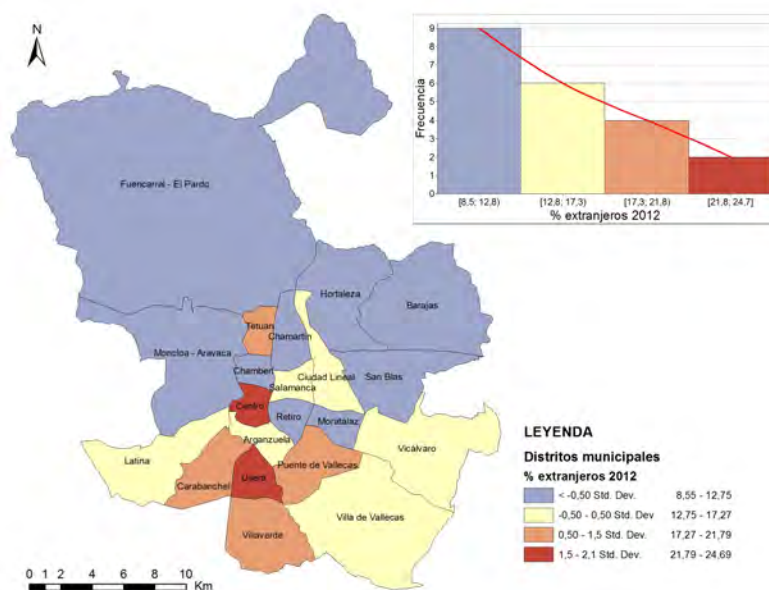 N
9
8
7
6
5
4
3
2
1
0
Frecuencia
[8,5; 12,8)
[12,8; 17,3)
[17,3; 21,8)
[21,8; 24,7]
% extranjeros 2012
Fuencarral - El Pardo
Hortaleza
Barajas
Tetuan
Chamartin
Moncloa - Aravaca
Chamberí
Ciudad Lineal
San Blas
Salamanca
Centro
Retiro
Moratalaz
Arganzuela
Vicálvaro
Latina
Puente de Vallecas
Carabanchel
Usera
Villa de Vallecas
Villaverde
LEYENDA
Distritos municipales
% extranjeros 2012
< -0,50 Std. Dev. 8,55 - 12,75
-0,50 - 0,50 Std. Dev 12,75 - 17,27
0,50 - 1,5 Std. Dev. 17,27 - 21,79
1,5 - 2,1 Std. Dev. 21,79 - 24,69
0 1 2 4 6 8 10
Km